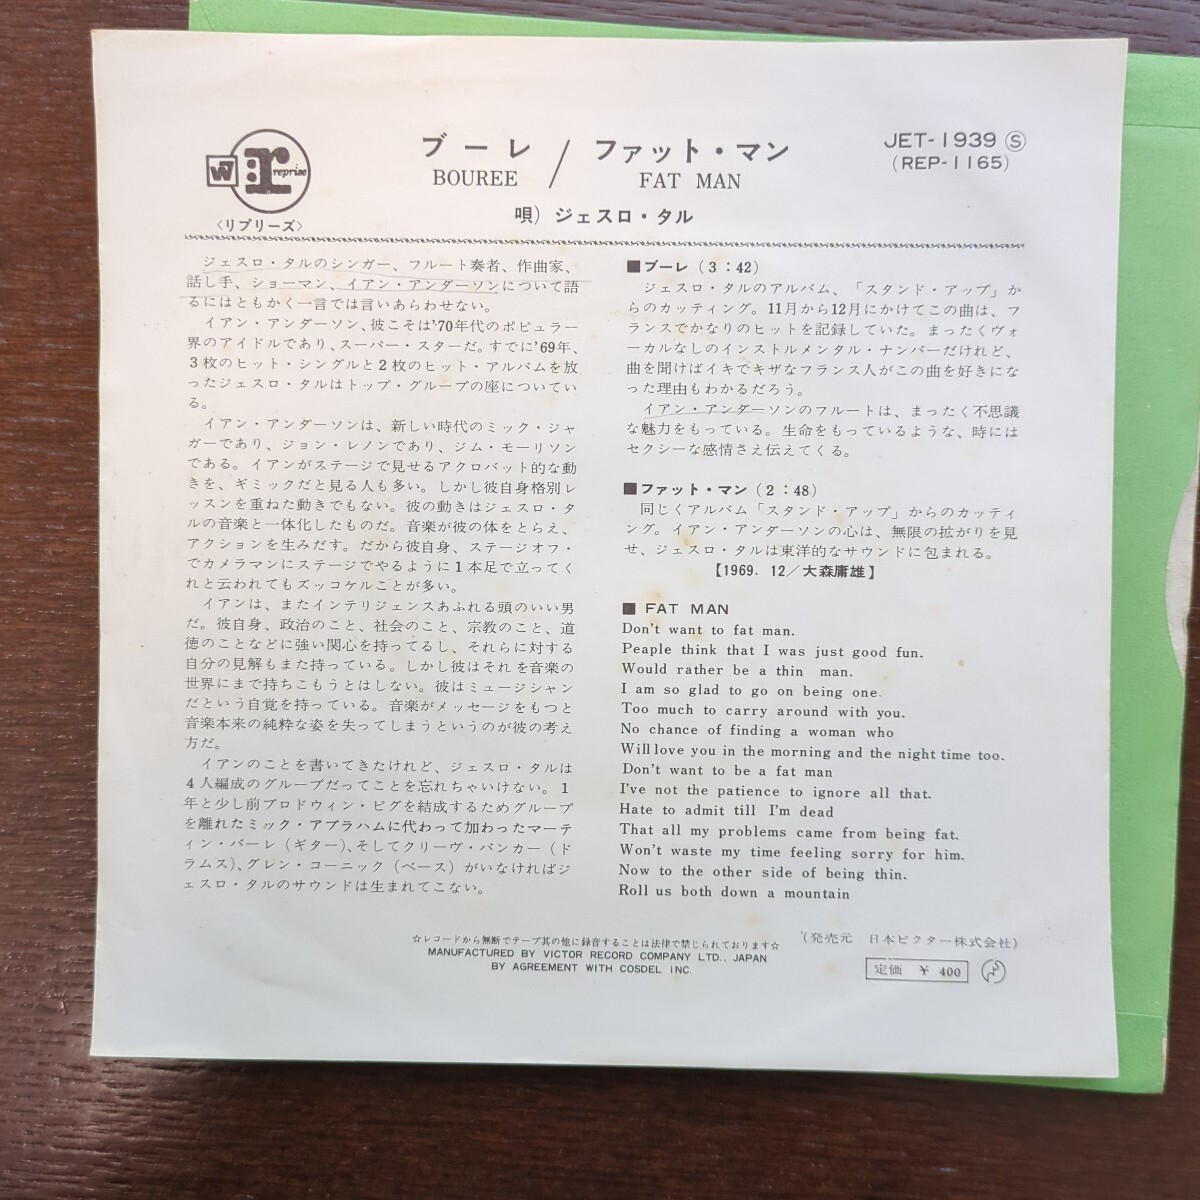 W7
reprise
〈リプリーズ〉
ブーレ / ファット・マン
BOUREE FAT MAN
唄) ジェスロ・タル
JET-1939 Ⓢ
(REP-1165)
ジェスロ・タルのシンガー、フルート奏者、作曲家、
話し手、ショーマン、イアン・アンダーソンについて語
るにはともかく一言では言いあらわせない。
イアン・アンダーソン、彼こそは'70年代のポピュラー
界のアイドルであり、スーパー・スターだ。すでに'69年、
3枚のヒット・シングルと2枚のヒット・アルバムを放
ったジェスロ・タルはトップ・グループの座についてい
る。
イアン・アンダーソンは、新しい時代のミック・ジャ
ガーであり、ジョン・レノンであり、ジム・モーリソン
である。イアンがステージで見せるアクロバット的な動
きを、ギミックだと見る人も多い。しかし彼自身格別レ
ッスンを重ねた動きでもない。彼の動きはジェスロ・タ
ルの音楽と一体化したものだ。音楽が彼の体をとらえ、
アクションを生みだす。だから彼自身、ステージオフ・
でカメラマンにステージでやるように1本足で立ってく
れと云われてもズッコケルことが多い。
イアンは、またインテリジェンスあふれる頭のいい男
だ。彼自身、政治のこと、社会のこと、宗教のこと、道
徳のことなどに強い関心を持ってるし、それらに対する
自分の見解もまた持っている。しかし彼はそれを音楽の
世界にまで持ちこもうとはしない。彼はミュージシャン
だという自覚を持っている。音楽がメッセージをもつと
音楽本来の純粋な姿を失ってしまうというのが彼の考え
方だ。
イアンのことを書いてきたけれど、ジェスロ・タルは
4人編成のグループだってことを忘れちゃいけない。1
年と少し前ブロドウィン・ピグを結成するためグループ
を離れたミック・アブラハムに代わって加わったマーテ
ィン・バーレ(ギター)、そしてクリーヴ・バンカー(ド
ラムス)、グレン・コーニック(ベース)がいなければジ
ェスロ・タルのサウンドは生まれてこない。
■ブーレ(3:42)
ジェスロ・タルのアルバム、「スタンド・アップ」か
らのカッティング。11月から12月にかけてこの曲は、フ
ランスでかなりのヒットを記録していた。まったくヴォ
ーカルなしのインストルメンタル・ナンバーだけれど、
曲を聞けばイキでキザなフランス人がこの曲を好きにな
った理由もわかるだろう。
イアン・アンダーソンのフルートは、まったく不思議
な魅力をもっている。生命をもっているような、時には
セクシーな感情さえ伝えてくる。
■ファット・マン(2:48)
同じくアルバム「スタンド・アップ」からのカッティ
ング。イアン・アンダーソンの心は、無限の拡がりを見
せ、ジェスロ・タルは東洋的なサウンドに包まれる。
【1969. 12/大森庸雄】
■ FAT MAN
Don't want to fat man.
Peaple think that I was just good fun.
Would rather be a thin man.
I am so glad to go on being one.
Too much to carry around with you.
No chance of finding a woman who
Will love you in the morning and the night time too.
Don't want to be a fat man
I've not the patience to ignore all that.
Hate to admit till I'm dead
That all my problems came from being fat.
Won't waste my time feeling sorry for him.
Now to the other side of being thin.
Roll us both down a mountain
☆レコードから無断でテープ其の他に録音することは法律で禁じられております☆
MANUFACTURED BY VICTOR RECORD COMPANY LTD., JAPAN
BY AGREEMENT WITH COSDEL INC.
(発売元 日本ビクター株式会社)
定価 ¥ 400